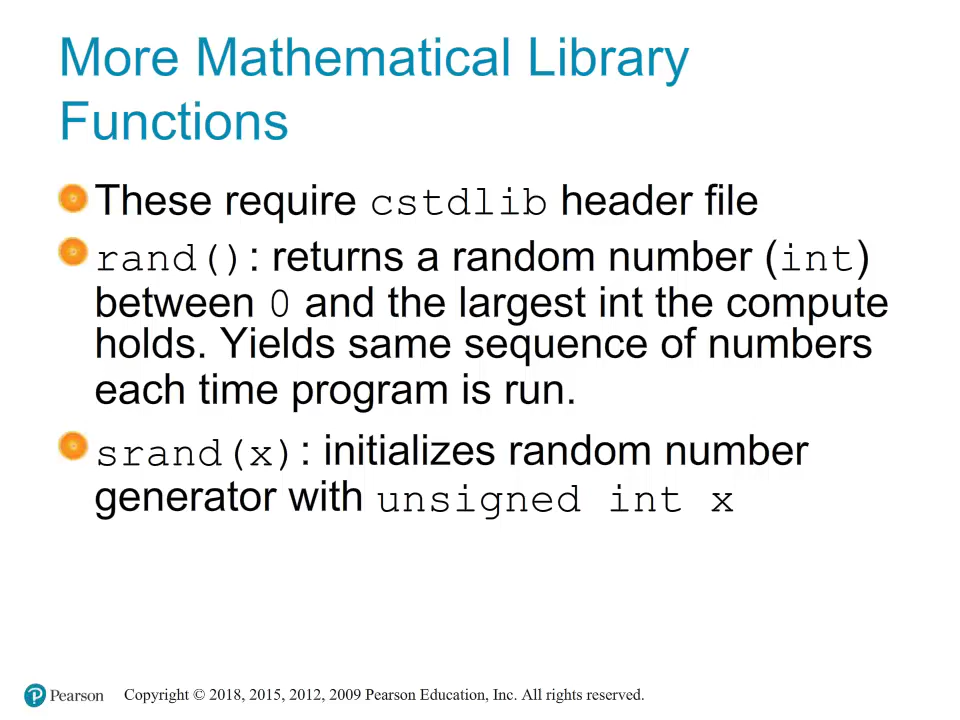 More Mathematical Library
Functions
These require cstdlib header file
rand(): returns a random number (int)
between 0 and the largest int the compute
holds. Yields same sequence of numbers
each time program is run.
srand(x): initializes random number
generator with unsigned int x
Pearson Copyright © 2018, 2015, 2012, 2009 Pearson Education, Inc. All rights reserved.